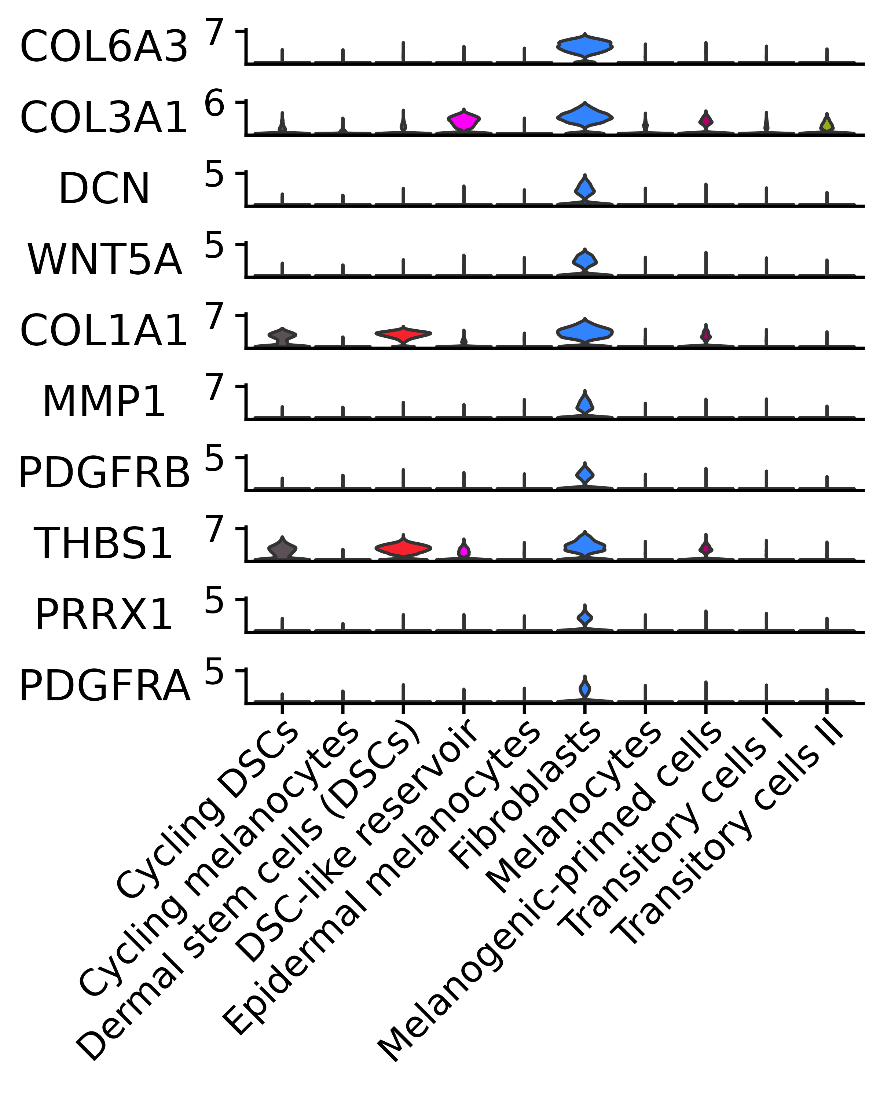 COL6A3 7
COL3A1 6
DCN 5
WNT5A 5
COL1A1 7
MMP1 7
PDGFRB 5
THBS1 7
PRRX1 5
PDGFRA 5
Cycling DSCs
Cycling melanocytes
Dermal stem cells (DSCs)
DSC-like reservoir
Epidermal melanocytes
Fibroblasts
Melanocytes
Melanogenic-primed cells
Transitory cells I
Transitory cells II